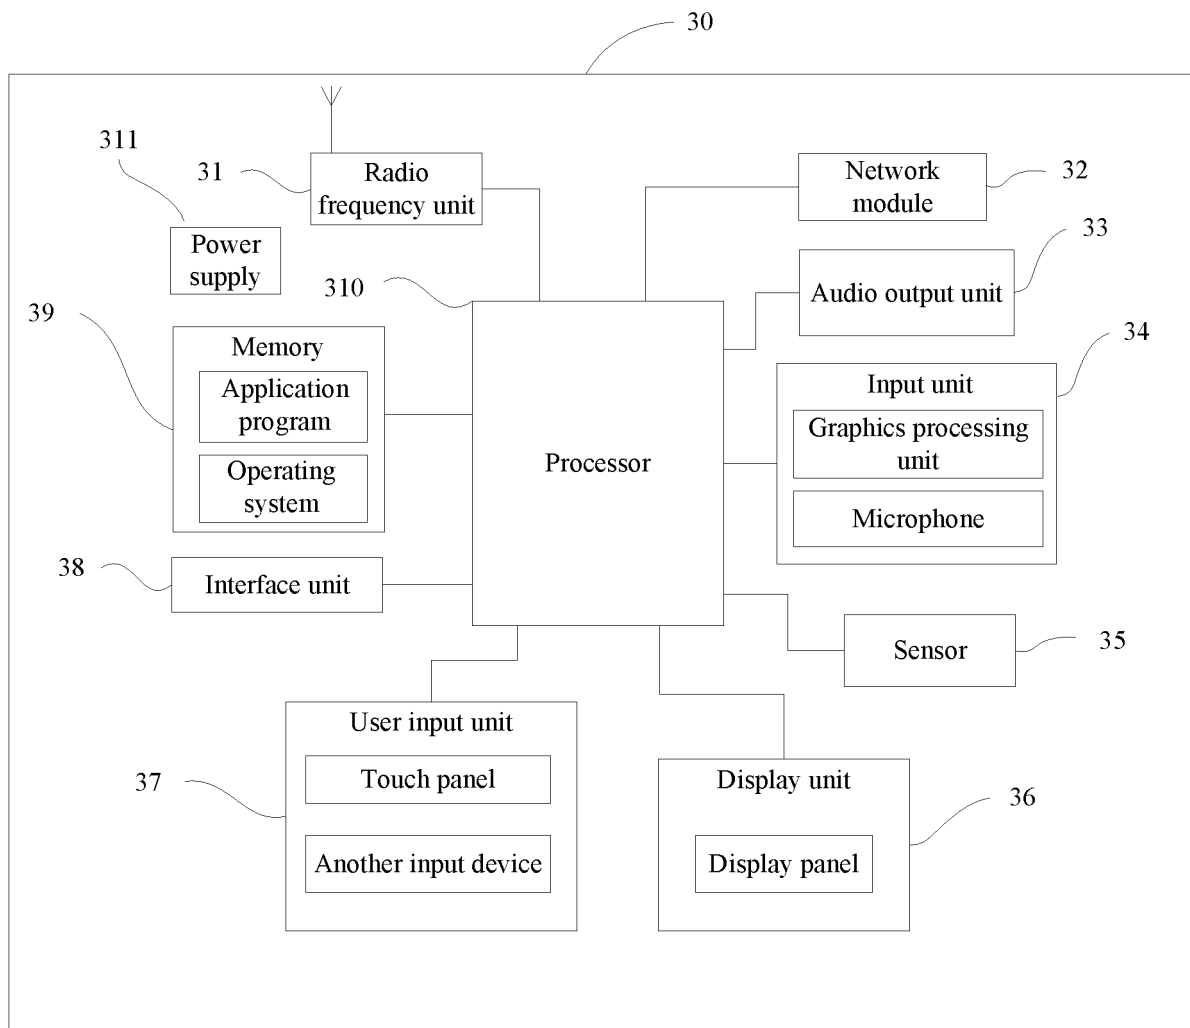 30
311
31
Radio
frequency unit
Network
module
32
Power
supply
33
310
Audio output unit
39
34
Memory
Application
program
Operating
system
Processor
Input unit
Graphics processing
unit
Microphone
38
Interface unit
Sensor
35
User input unit
37
Touch panel
Another input device
Display unit
36
Display panel